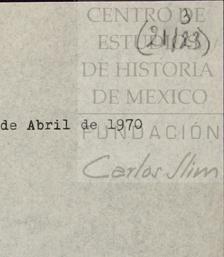 3
(21/23)
CENTRO DE
ESTUDIOS
DE HISTORIA
DE MEXICO
de Abril de 1970
FUNDACIÓN
Carlos Slim